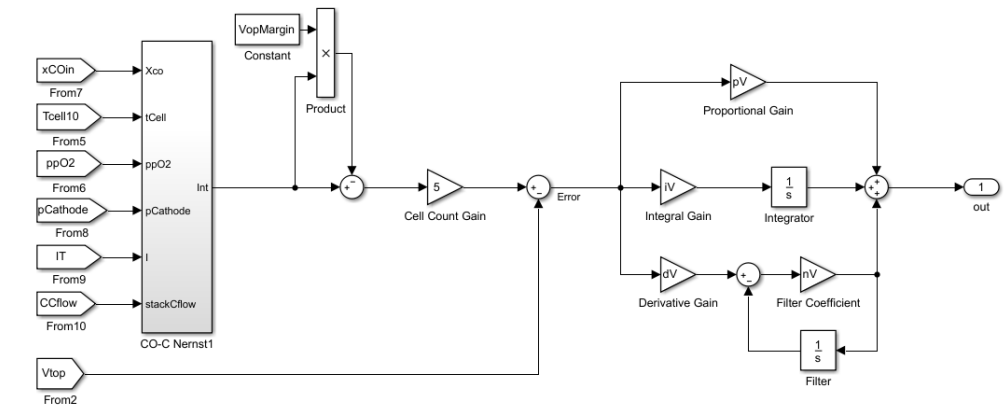 VopMargin
Constant
×
Product
xCOin
From7
Tcell10
From5
ppO2
From6
pCathode
From8
IT
From9
CCflow
From10
Vtop
From2
Xco
tCell
ppO2
pCathode
I
stackCflow
Int
CO-C Nernst1
+
−
5
Cell Count Gain
+
−
Error
pV
Proportional Gain
iV
Integral Gain
1
s
Integrator
dV
Derivative Gain
+
−
nV
Filter Coefficient
1
s
Filter
+
+
+
1
out